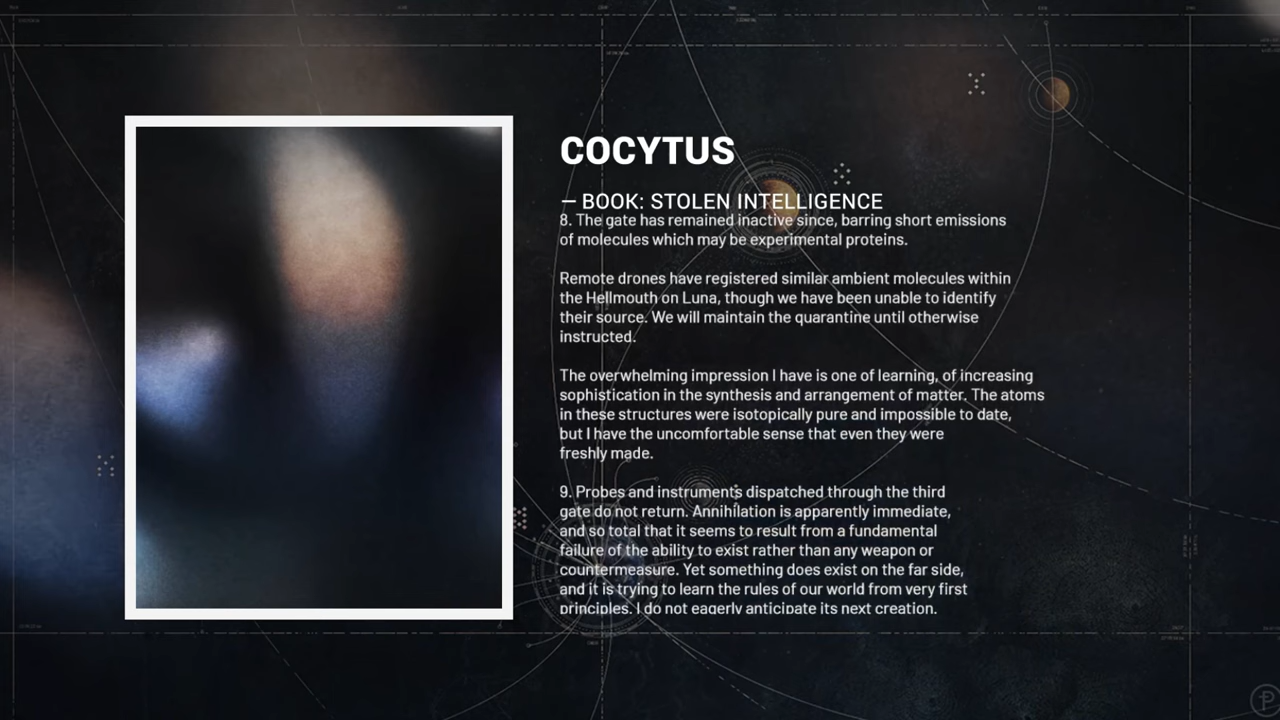 COCYTUS
— BOOK: STOLEN INTELLIGENCE
8. The gate has remained inactive since, barring short emissions
of molecules which may be experimental proteins.
Remote drones have registered similar ambient molecules within
the Hellmouth on Luna, though we have been unable to identify
their source. We will maintain the quarantine until otherwise
instructed.
The overwhelming impression I have is one of learning, of increasing
sophistication in the synthesis and arrangement of matter. The atoms
in these structures were isotopically pure and impossible to date,
but I have the uncomfortable sense that even they were
freshly made.
9. Probes and instruments dispatched through the third
gate do not return. Annihilation is apparently immediate,
and so total that it seems to result from a fundamental
failure of the ability to exist rather than any weapon or
countermeasure. Yet something does exist on the far side,
and it is trying to learn the rules of our world from very first
principles. I do not eagerly anticipate its next creation.